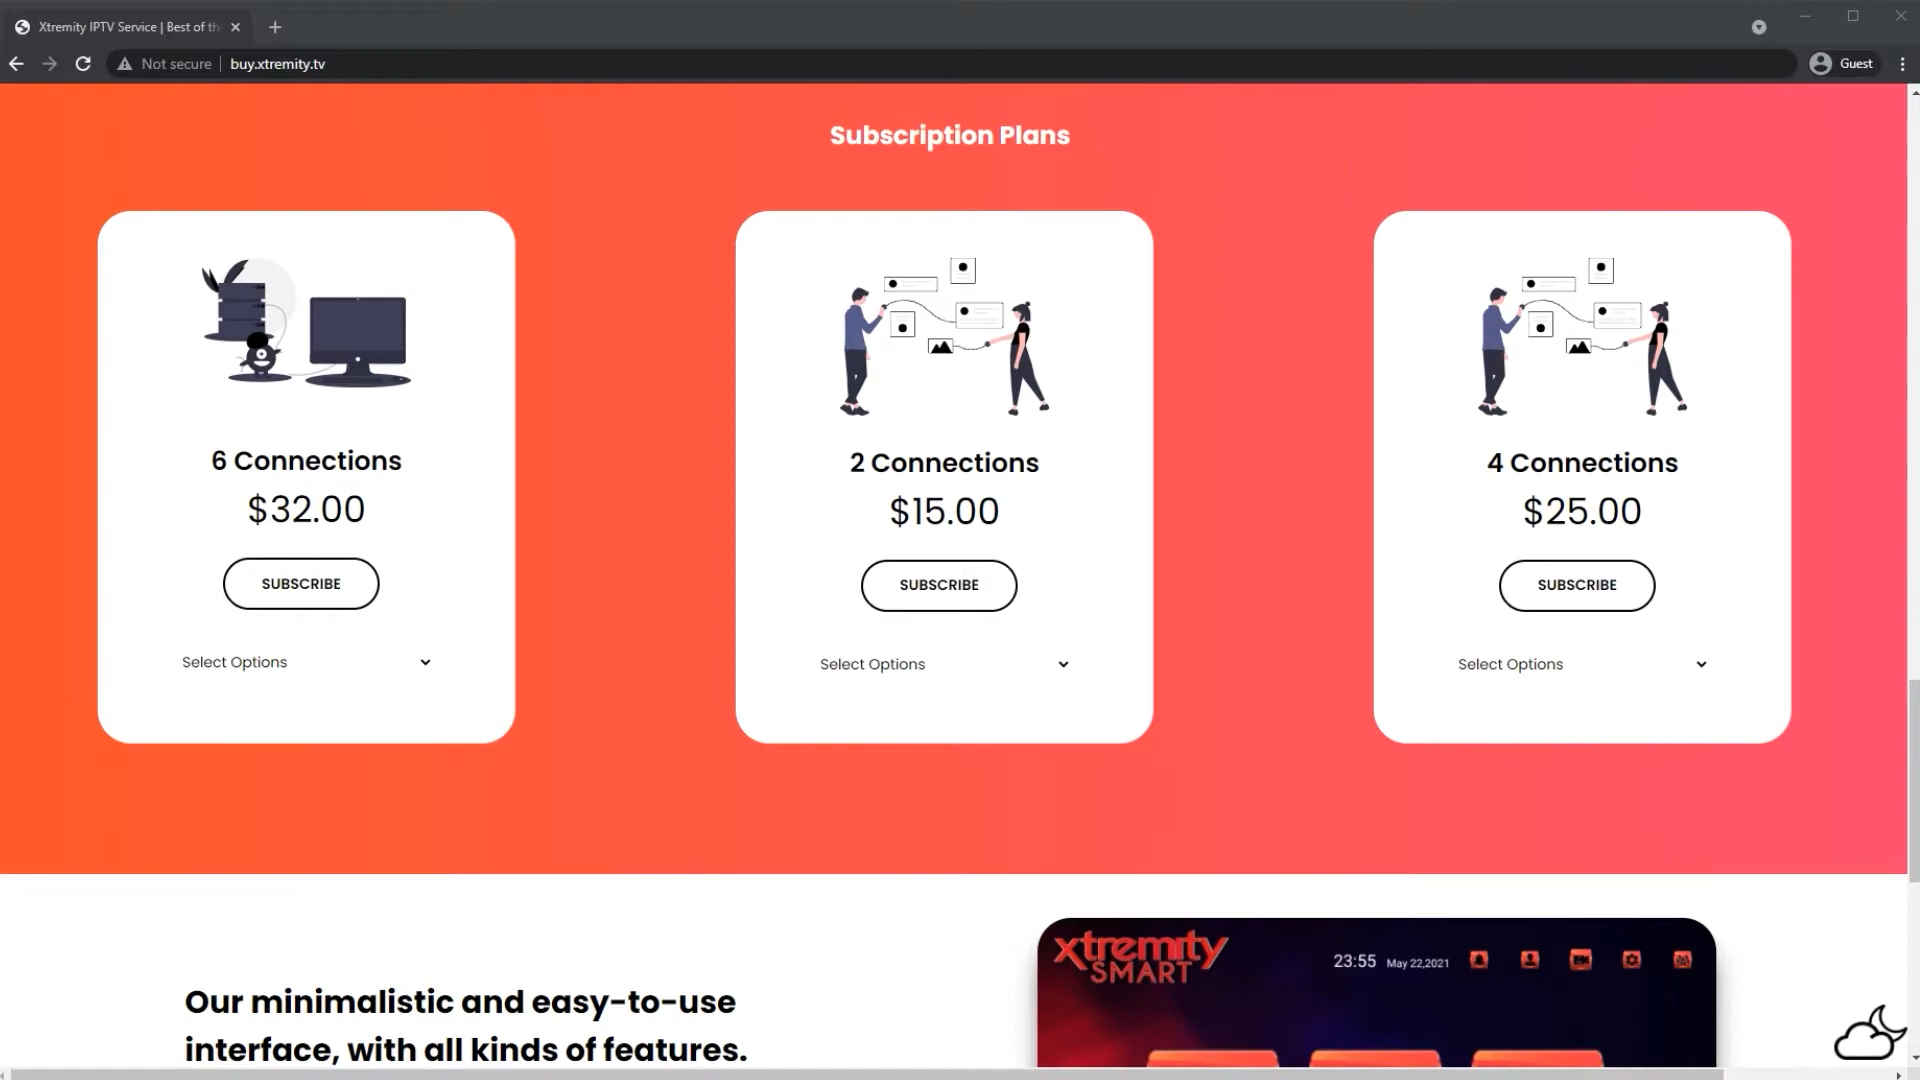 Xtremity IPTV Service | Best of th
Not secure
buy.xtremity.tv
Guest
Subscription Plans
6 Connections
$32.00
SUBSCRIBE
Select Options
2 Connections
$15.00
SUBSCRIBE
Select Options
4 Connections
$25.00
SUBSCRIBE
Select Options
Our minimalistic and easy-to-use
interface, with all kinds of features.
xtremity
SMART
23:55 May 22,2021